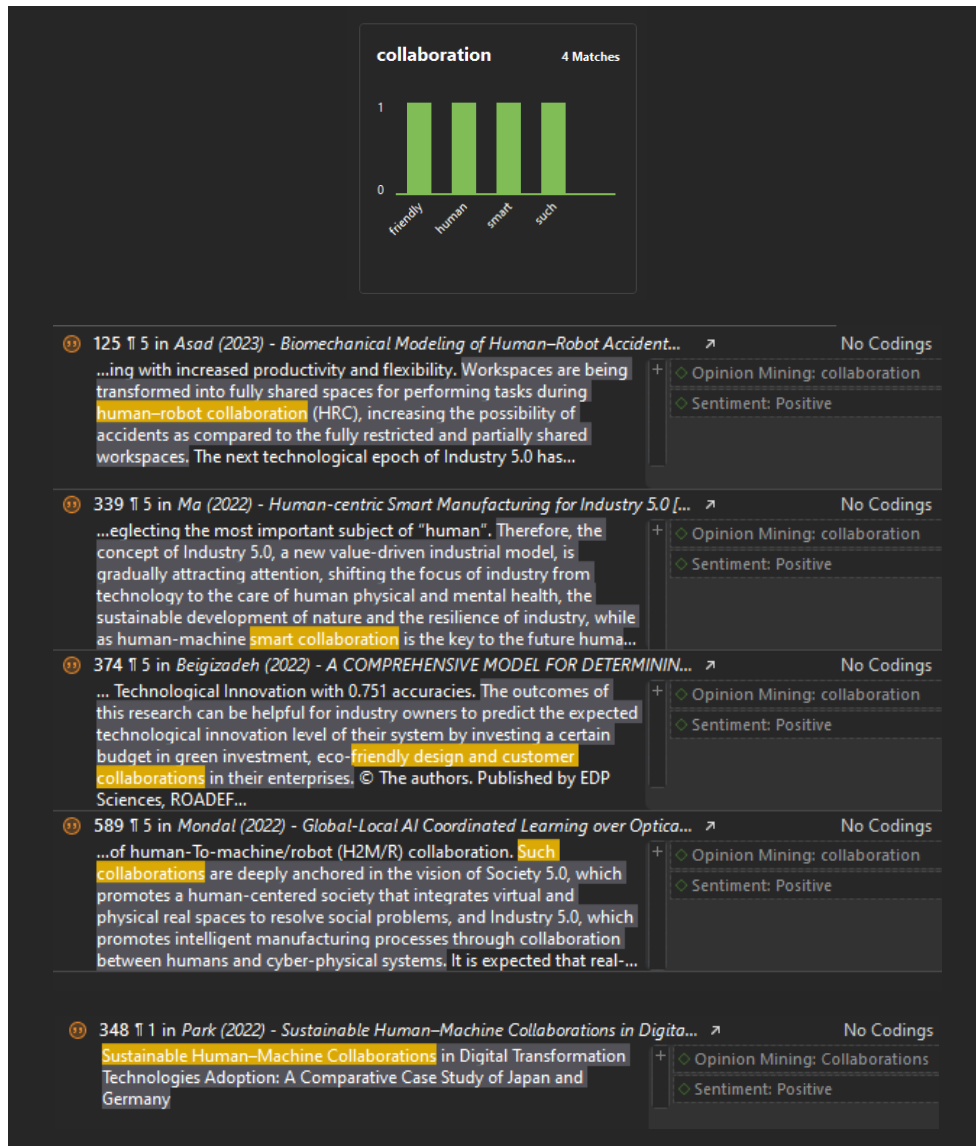 collaboration 4 Matches
1
0
friendly human smart such
125 ¶ 5 in Asad (2023) - Biomechanical Modeling of Human–Robot Accident... No Codings
...ing with increased productivity and flexibility. Workspaces are being
transformed into fully shared spaces for performing tasks during
human–robot collaboration (HRC), increasing the possibility of
accidents as compared to the fully restricted and partially shared
workspaces. The next technological epoch of Industry 5.0 has...
+
Opinion Mining: collaboration
Sentiment: Positive
339 ¶ 5 in Ma (2022) - Human-centric Smart Manufacturing for Industry 5.0 [... No Codings
...eglecting the most important subject of "human". Therefore, the
concept of Industry 5.0, a new value-driven industrial model, is
gradually attracting attention, shifting the focus of industry from
technology to the care of human physical and mental health, the
sustainable development of nature and the resilience of industry, while
as human-machine smart collaboration is the key to the future huma...
+
Opinion Mining: collaboration
Sentiment: Positive
374 ¶ 5 in Beigizadeh (2022) - A COMPREHENSIVE MODEL FOR DETERMININ... No Codings
... Technological Innovation with 0.751 accuracies. The outcomes of
this research can be helpful for industry owners to predict the expected
technological innovation level of their system by investing a certain
budget in green investment, eco-friendly design and customer
collaborations in their enterprises. © The authors. Published by EDP
Sciences, ROADEF...
+
Opinion Mining: collaboration
Sentiment: Positive
589 ¶ 5 in Mondal (2022) - Global-Local AI Coordinated Learning over Optica... No Codings
...of human-To-machine/robot (H2M/R) collaboration. Such
collaborations are deeply anchored in the vision of Society 5.0, which
promotes a human-centered society that integrates virtual and
physical real spaces to resolve social problems, and Industry 5.0, which
promotes intelligent manufacturing processes through collaboration
between humans and cyber-physical systems. It is expected that real-...
+
Opinion Mining: collaboration
Sentiment: Positive
348 ¶ 1 in Park (2022) - Sustainable Human–Machine Collaborations in Digita... No Codings
Sustainable Human–Machine Collaborations in Digital Transformation
Technologies Adoption: A Comparative Case Study of Japan and
Germany
+
Opinion Mining: Collaborations
Sentiment: Positive